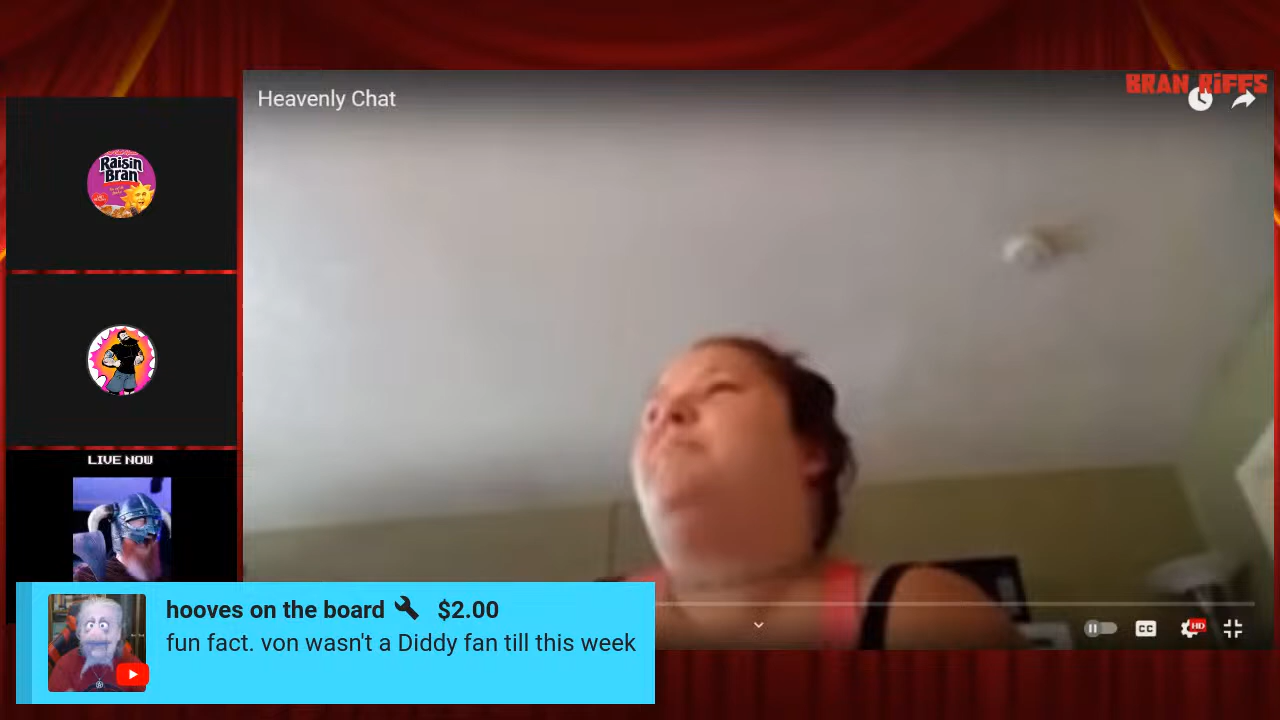 Heavenly Chat
BRAN RiFFS
Raisin
Bran
LIVE NOW
hooves on the board $2.00
fun fact. von wasn't a Diddy fan till this week
CC
HD